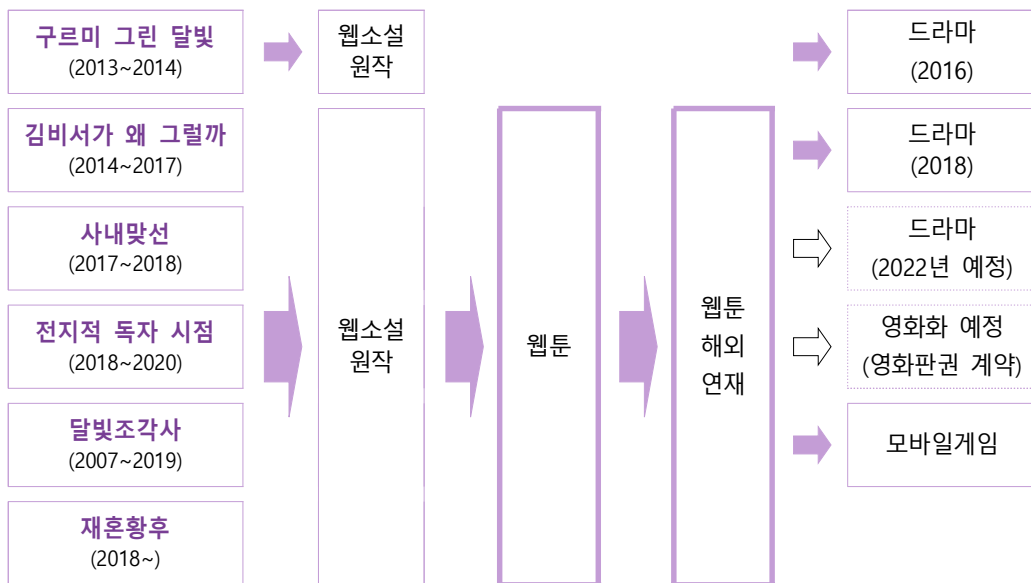 구르미 그린 달빛
(2013~2014)
웹소설
원작
드라마
(2016)
김비서가 왜 그럴까
(2014~2017)
드라마
(2018)
사내맞선
(2017~2018)
드라마
(2022년 예정)
전지적 독자 시점
(2018~2020)
웹소설
원작
웹툰
웹툰
해외
연재
영화화 예정
(영화판권 계약)
달빛조각사
(2007~2019)
모바일게임
재혼황후
(2018~)